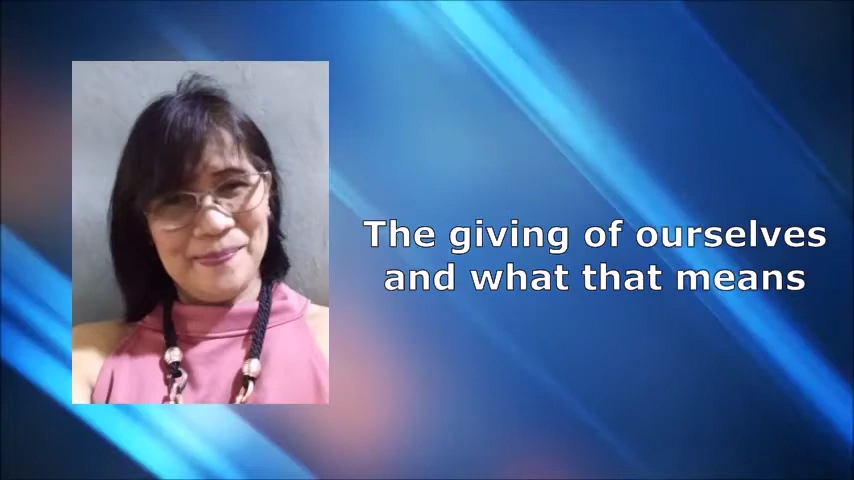 The giving of ourselves
and what that means